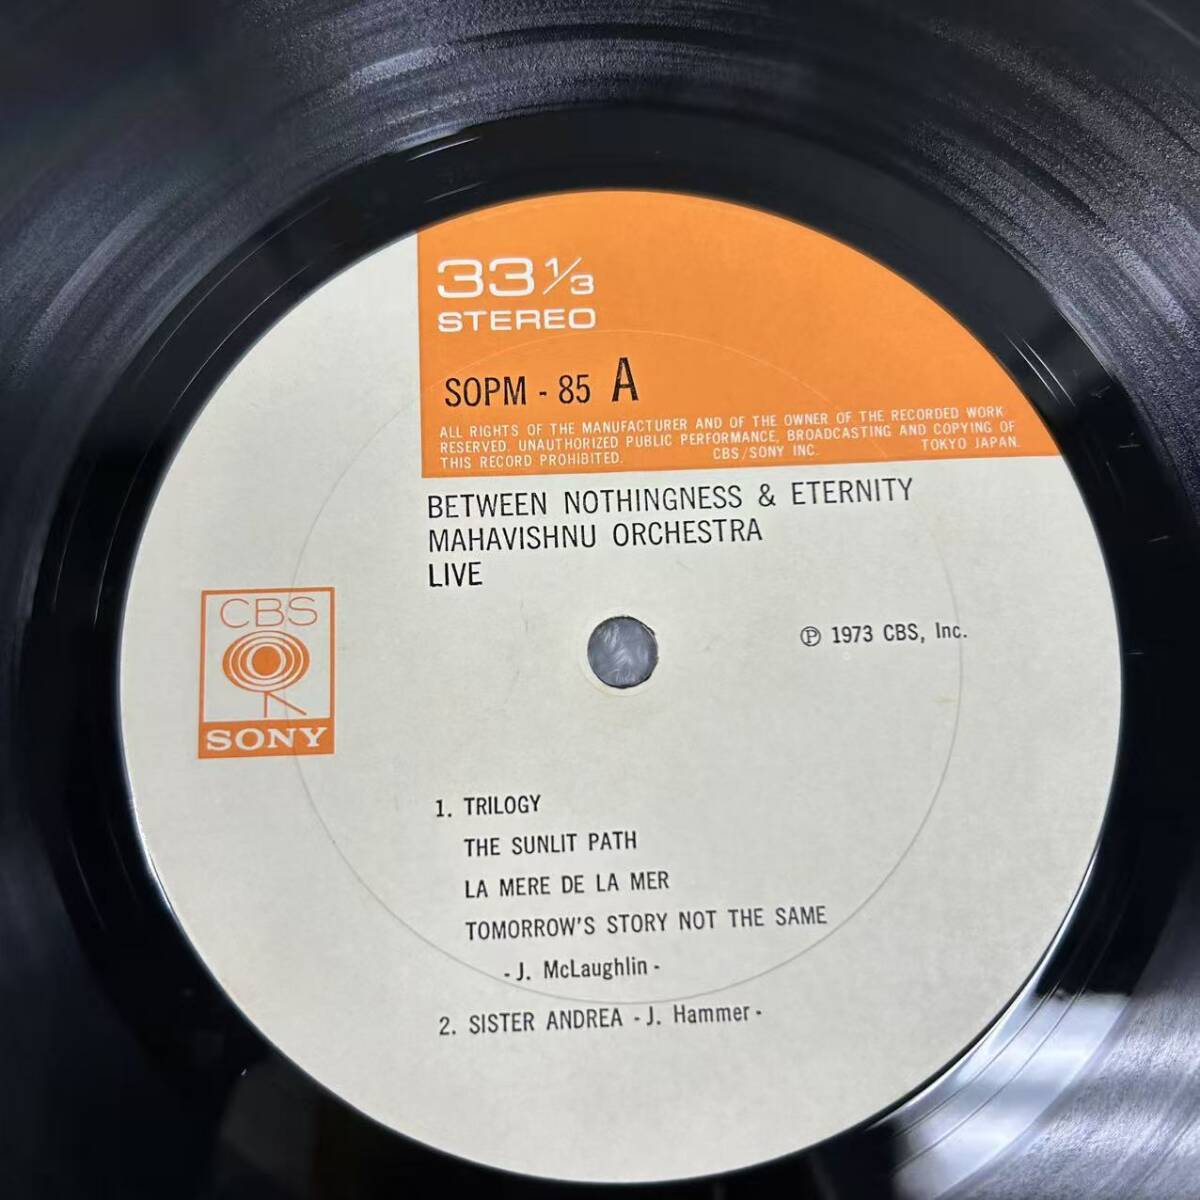 33 1/3
STEREO
SOPM - 85 A
ALL RIGHTS OF THE MANUFACTURER AND OF THE OWNER OF THE RECORDED WORK
RESERVED. UNAUTHORIZED PUBLIC PERFORMANCE, BROADCASTING AND COPYING OF
THIS RECORD PROHIBITED. CBS/SONY INC. TOKYO JAPAN.
BETWEEN NOTHINGNESS & ETERNITY
MAHAVISHNU ORCHESTRA
LIVE
CBS
SONY
℗ 1973 CBS, Inc.
1. TRILOGY
THE SUNLIT PATH
LA MERE DE LA MER
TOMORROW'S STORY NOT THE SAME
- J. McLaughlin -
2. SISTER ANDREA - J. Hammer -